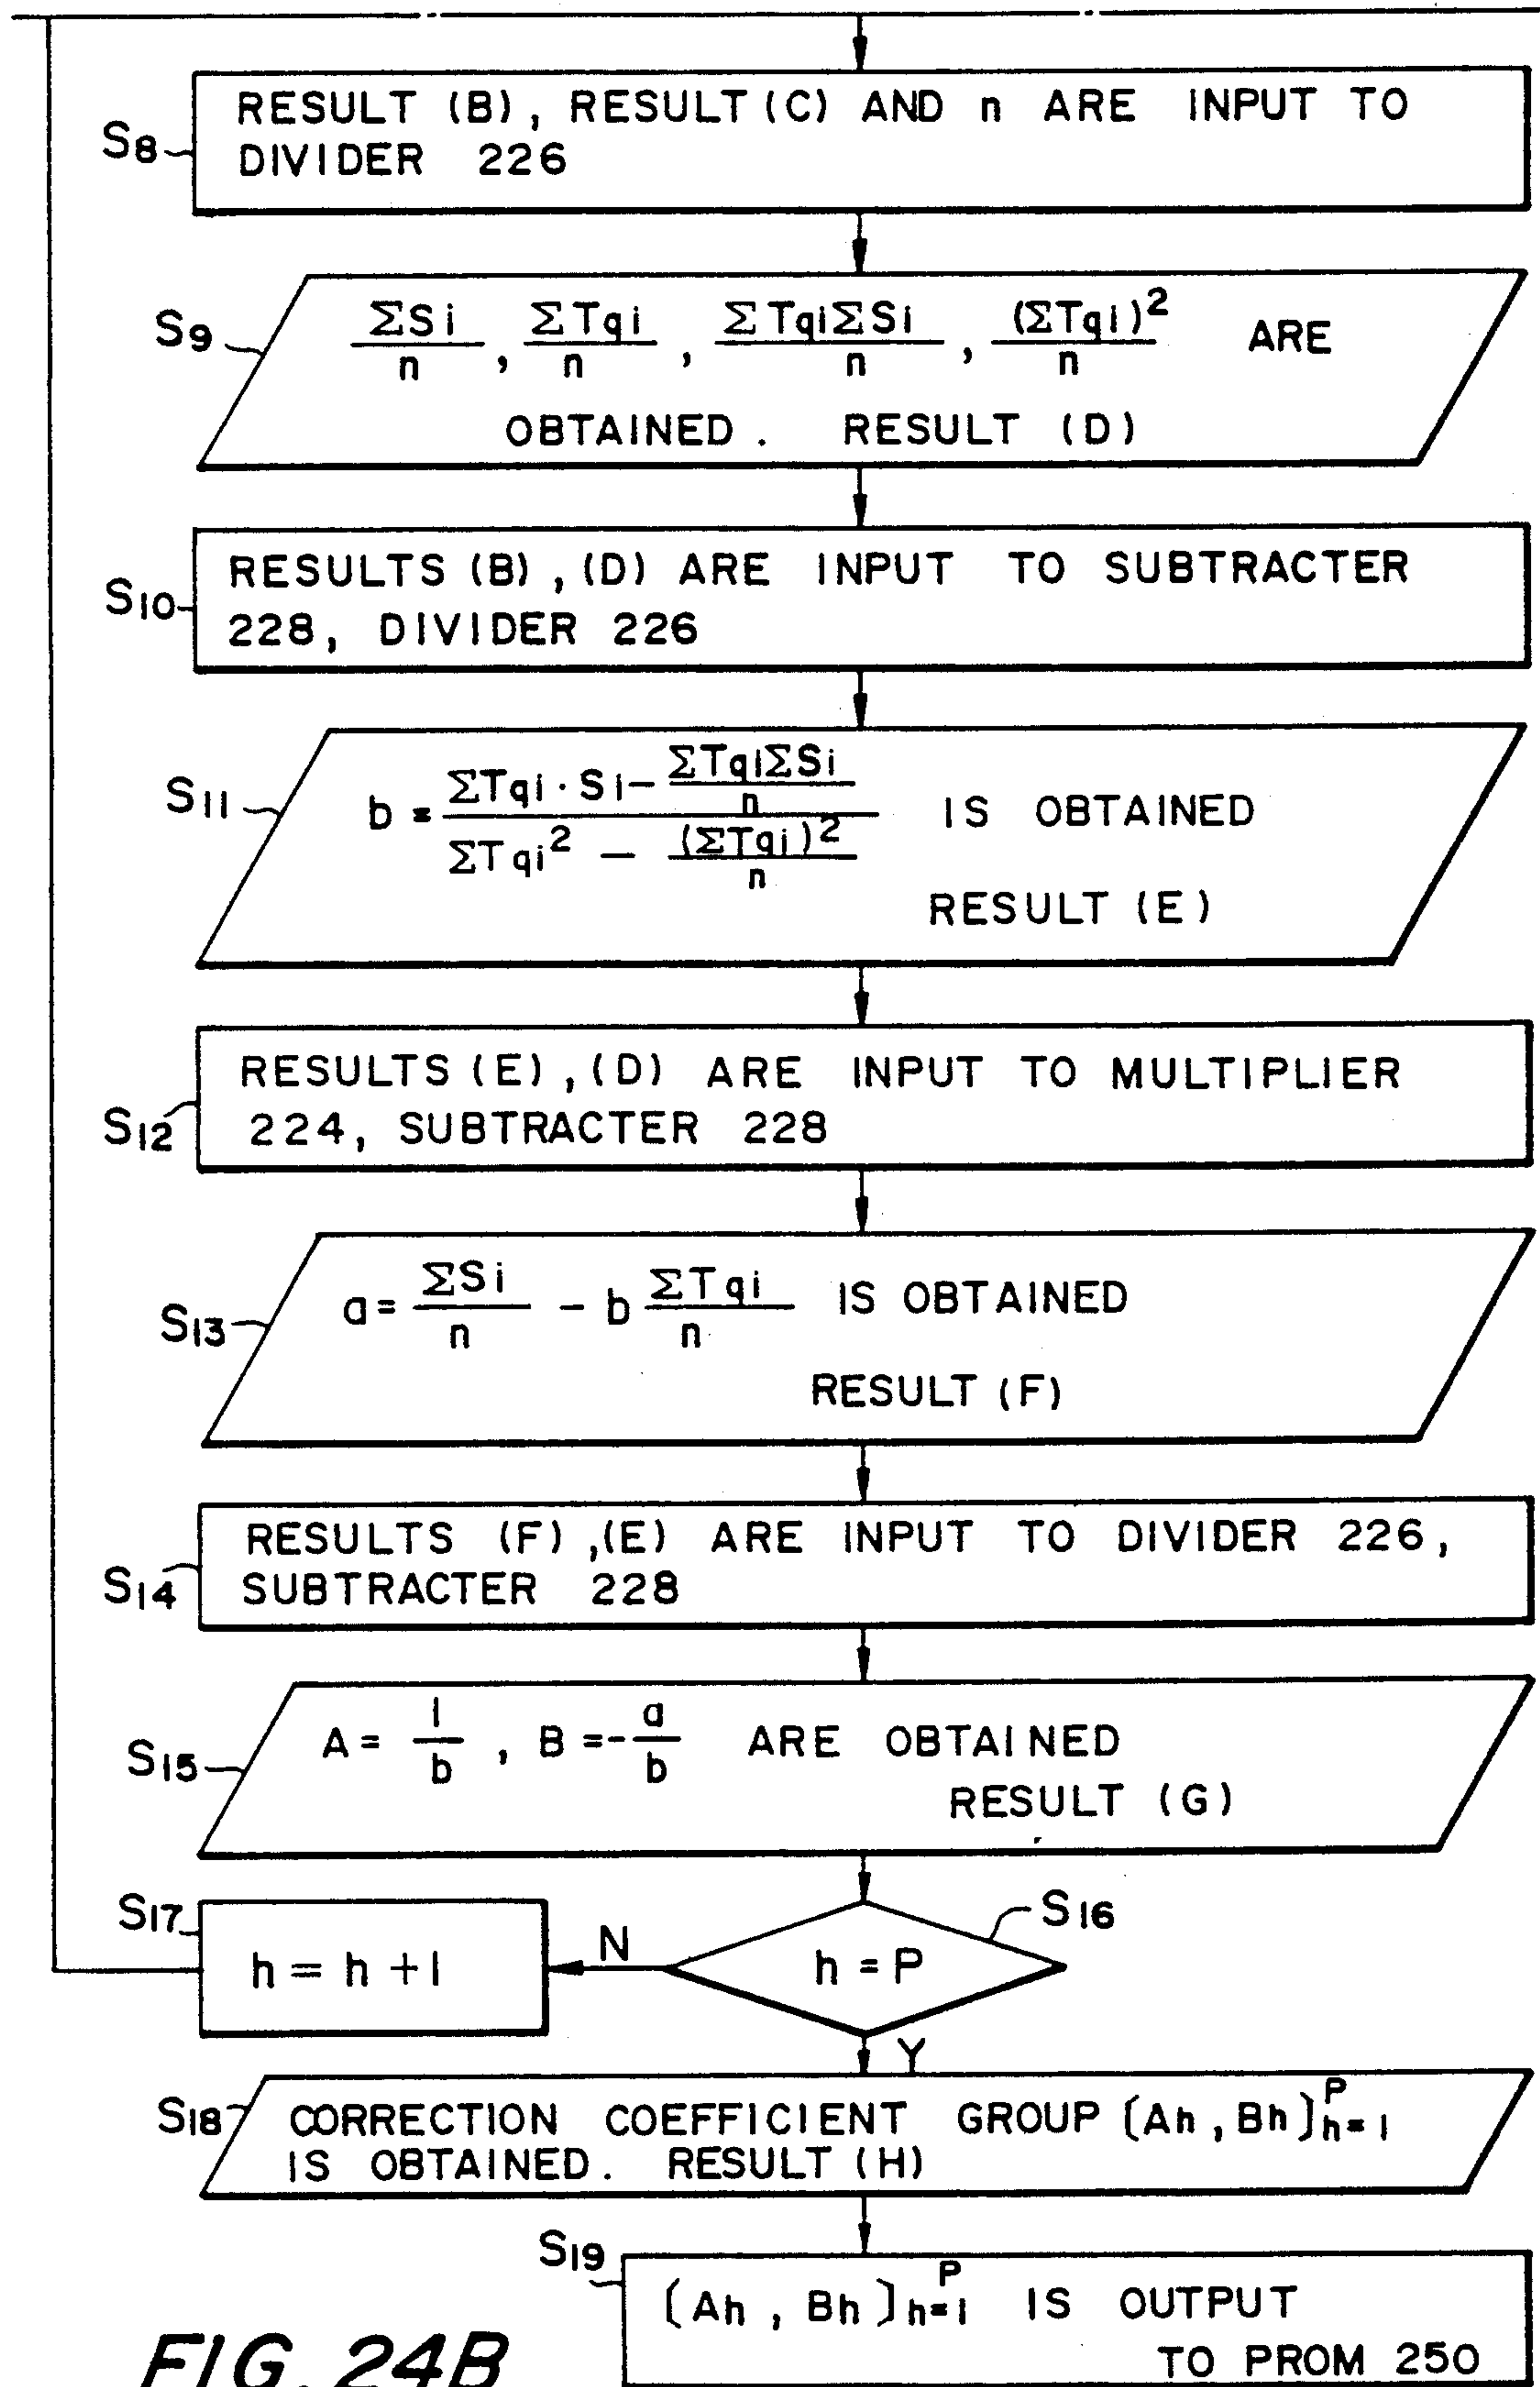 S8
RESULT (B), RESULT (C) AND n ARE INPUT TO
DIVIDER 226
S9
ΣSi/n, ΣTqi/n, ΣTqiΣSi/n, (ΣTqi)²/n ARE
OBTAINED. RESULT (D)
S10
RESULTS (B), (D) ARE INPUT TO SUBTRACTER
228, DIVIDER 226
S11
b = (ΣTqi·Si - ΣTqiΣSi/n) / (ΣTqi² - (ΣTqi)²/n) IS OBTAINED
RESULT (E)
S12
RESULTS (E), (D) ARE INPUT TO MULTIPLIER
224, SUBTRACTER 228
S13
a = ΣSi/n - b ΣTqi/n IS OBTAINED
RESULT (F)
S14
RESULTS (F), (E) ARE INPUT TO DIVIDER 226,
SUBTRACTER 228
S15
A = 1/b, B = -a/b ARE OBTAINED
RESULT (G)
S16
h = P
N
S17
h = h + 1
Y
S18
CORRECTION COEFFICIENT GROUP [Ah, Bh]^P_h=1
IS OBTAINED. RESULT (H)
S19
[Ah, Bh]^P_h=1 IS OUTPUT
TO PROM 250
FIG. 24B